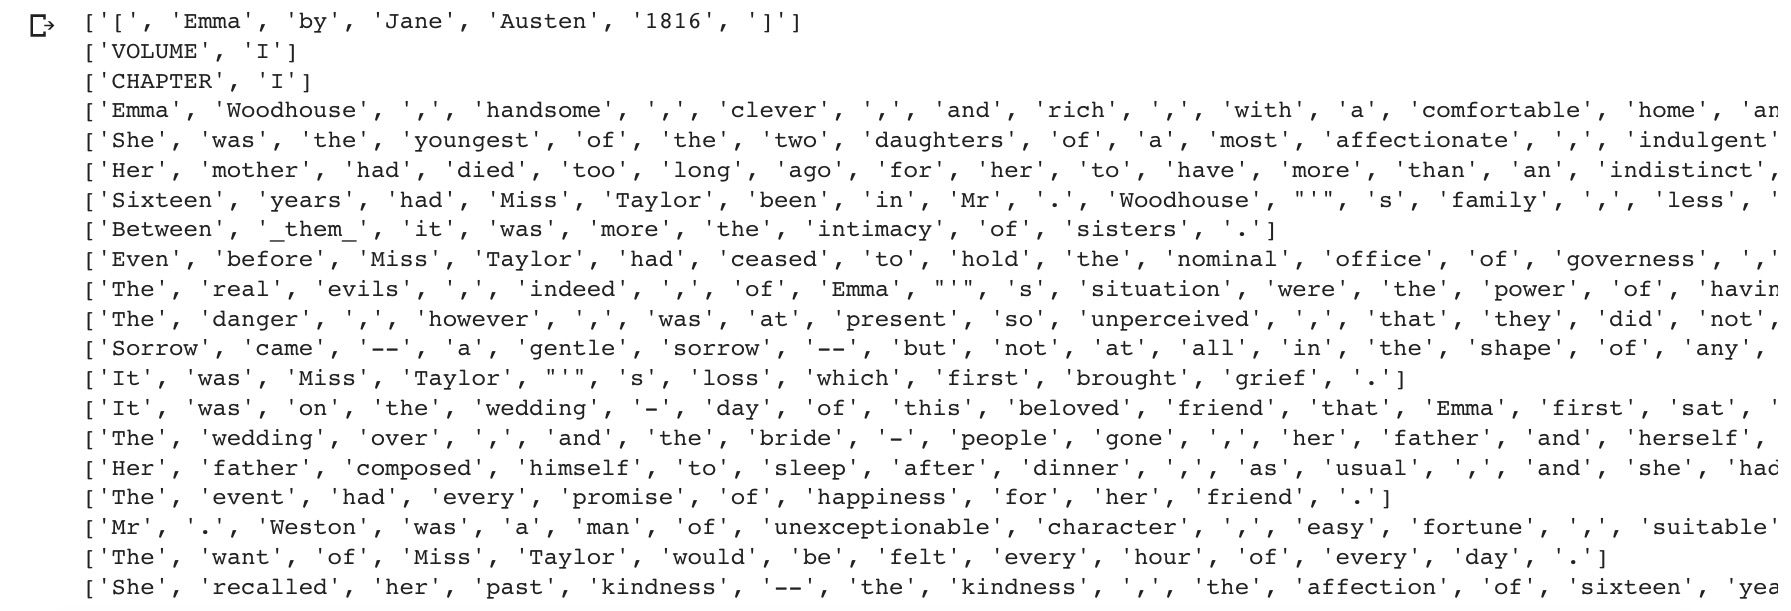 ['[', 'Emma', 'by', 'Jane', 'Austen', '1816', ']']
['VOLUME', 'I']
['CHAPTER', 'I']
['Emma', 'Woodhouse', ',', 'handsome', ',', 'clever', ',', 'and', 'rich', ',', 'with', 'a', 'comfortable', 'home', 'an
['She', 'was', 'the', 'youngest', 'of', 'the', 'two', 'daughters', 'of', 'a', 'most', 'affectionate', ',', 'indulgent'
['Her', 'mother', 'had', 'died', 'too', 'long', 'ago', 'for', 'her', 'to', 'have', 'more', 'than', 'an', 'indistinct',
['Sixteen', 'years', 'had', 'Miss', 'Taylor', 'been', 'in', 'Mr', '.', 'Woodhouse', "'", 's', 'family', ',', 'less', '
['Between', '_them_', 'it', 'was', 'more', 'the', 'intimacy', 'of', 'sisters', '.']
['Even', 'before', 'Miss', 'Taylor', 'had', 'ceased', 'to', 'hold', 'the', 'nominal', 'office', 'of', 'governess', ','
['The', 'real', 'evils', ',', 'indeed', ',', 'of', 'Emma', "'", 's', 'situation', 'were', 'the', 'power', 'of', 'havin
['The', 'danger', ',', 'however', ',', 'was', 'at', 'present', 'so', 'unperceived', ',', 'that', 'they', 'did', 'not',
['Sorrow', 'came', '--', 'a', 'gentle', 'sorrow', '--', 'but', 'not', 'at', 'all', 'in', 'the', 'shape', 'of', 'any',
['It', 'was', 'Miss', 'Taylor', "'", 's', 'loss', 'which', 'first', 'brought', 'grief', '.']
['It', 'was', 'on', 'the', 'wedding', '-', 'day', 'of', 'this', 'beloved', 'friend', 'that', 'Emma', 'first', 'sat', '
['The', 'wedding', 'over', ',', 'and', 'the', 'bride', '-', 'people', 'gone', ',', 'her', 'father', 'and', 'herself',
['Her', 'father', 'composed', 'himself', 'to', 'sleep', 'after', 'dinner', ',', 'as', 'usual', ',', 'and', 'she', 'had
['The', 'event', 'had', 'every', 'promise', 'of', 'happiness', 'for', 'her', 'friend', '.']
['Mr', '.', 'Weston', 'was', 'a', 'man', 'of', 'unexceptionable', 'character', ',', 'easy', 'fortune', ',', 'suitable'
['The', 'want', 'of', 'Miss', 'Taylor', 'would', 'be', 'felt', 'every', 'hour', 'of', 'every', 'day', '.']
['She', 'recalled', 'her', 'past', 'kindness', '--', 'the', 'kindness', ',', 'the', 'affection', 'of', 'sixteen', 'yea